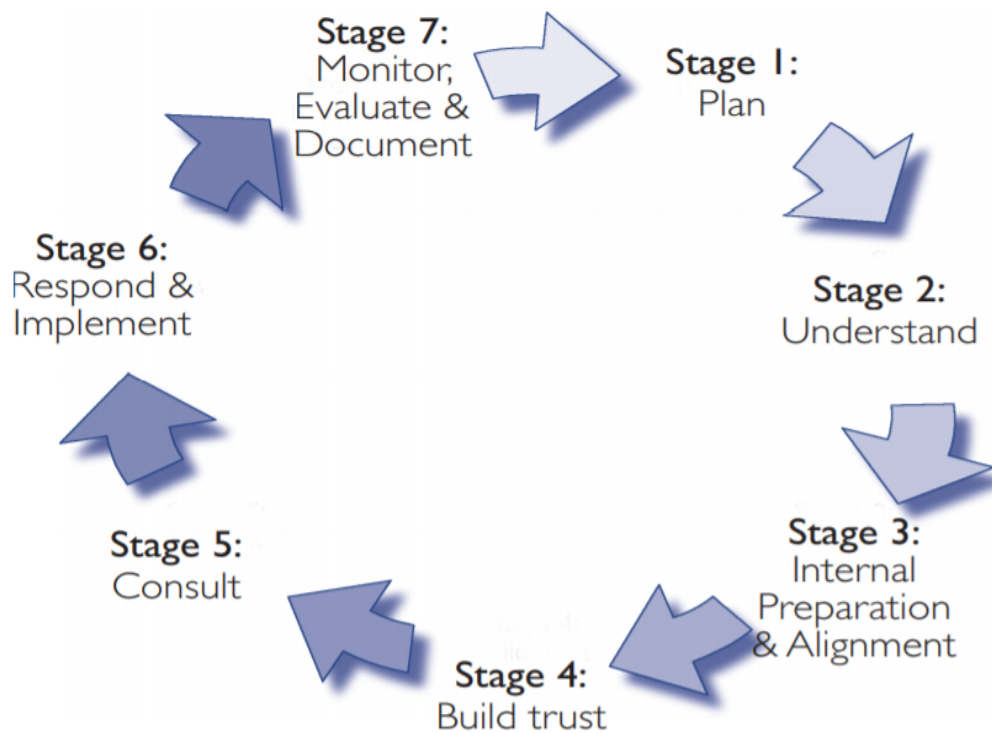 Stage 1:
Plan
Stage 2:
Understand
Stage 3:
Internal
Preparation
& Alignment
Stage 4:
Build trust
Stage 5:
Consult
Stage 6:
Respond &
Implement
Stage 7:
Monitor,
Evaluate &
Document